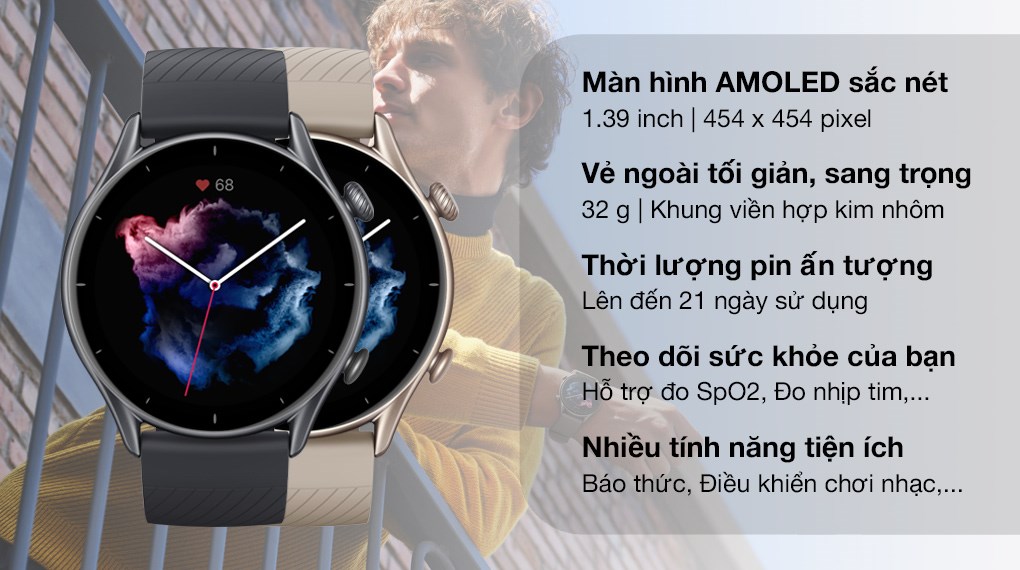 68
Màn hình AMOLED sắc nét
1.39 inch | 454 x 454 pixel
Vẻ ngoài tối giản, sang trọng
32 g | Khung viền hợp kim nhôm
Thời lượng pin ấn tượng
Lên đến 21 ngày sử dụng
Theo dõi sức khỏe của bạn
Hỗ trợ đo SpO2, Đo nhịp tim,...
Nhiều tính năng tiện ích
Báo thức, Điều khiển chơi nhạc,...